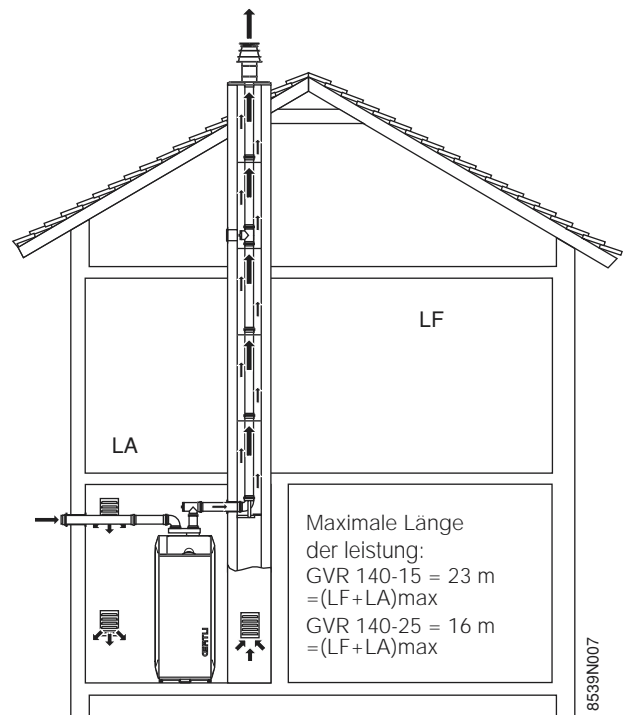 LF
LA
Maximale Länge
der leistung:
GVR 140-15 = 23 m
=(LF+LA)max
GVR 140-25 = 16 m
=(LF+LA)max
OERTLI
8539N007